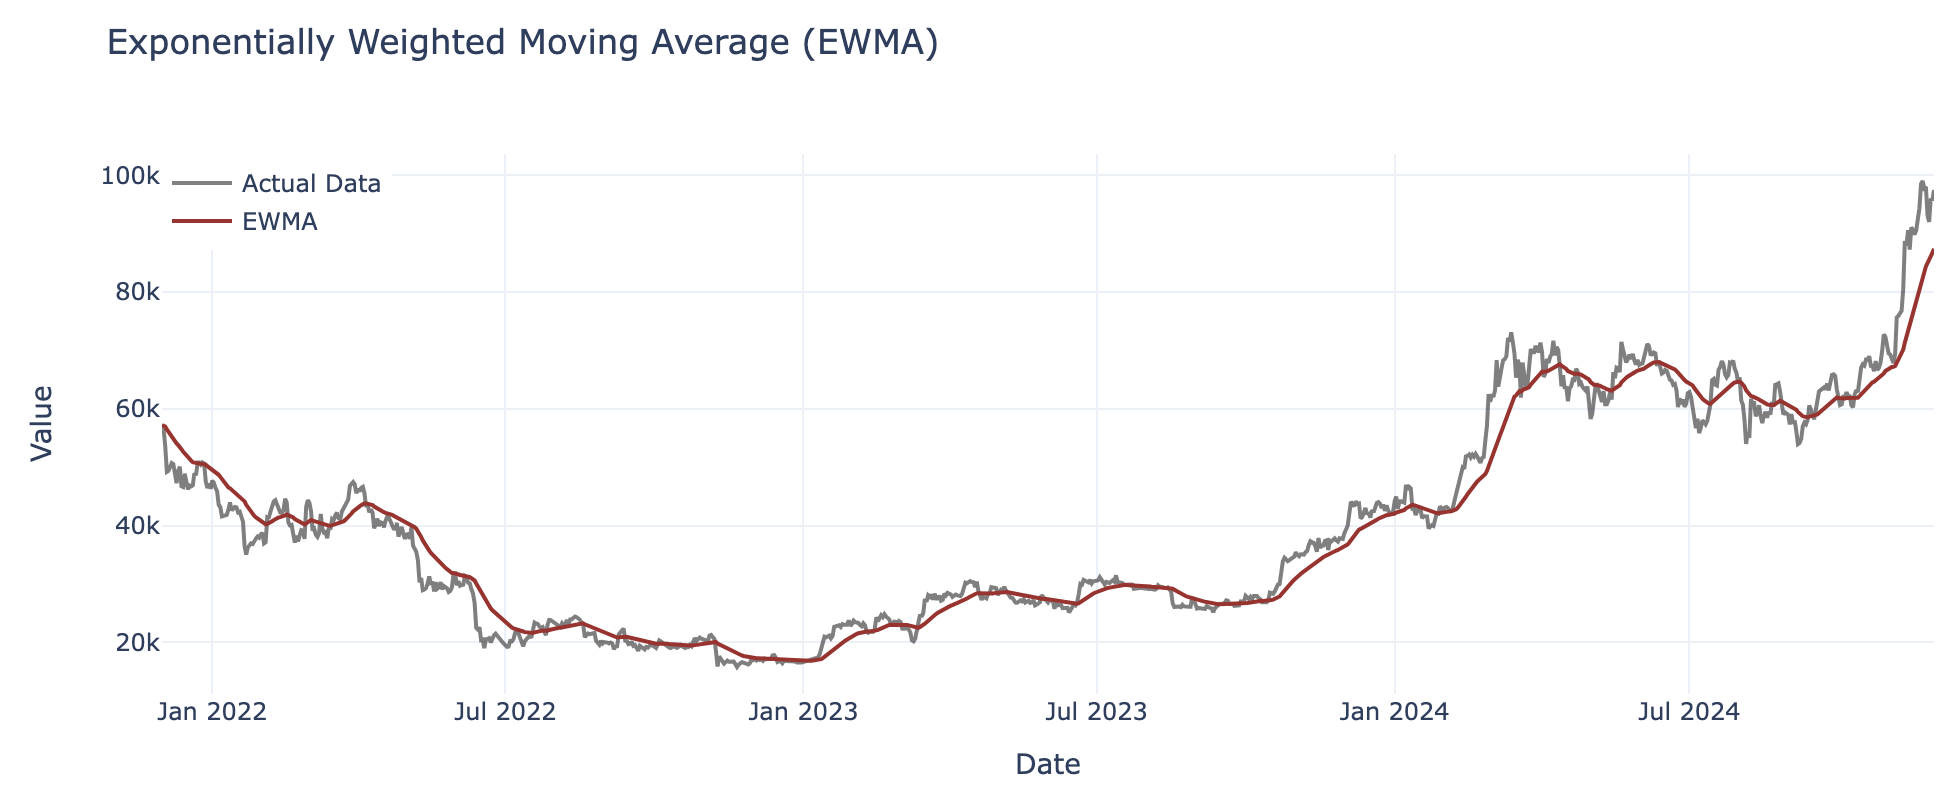 Exponentially Weighted Moving Average (EWMA)
Actual Data
EWMA
100k
80k
60k
40k
20k
Value
Jan 2022
Jul 2022
Jan 2023
Jul 2023
Jan 2024
Jul 2024
Date